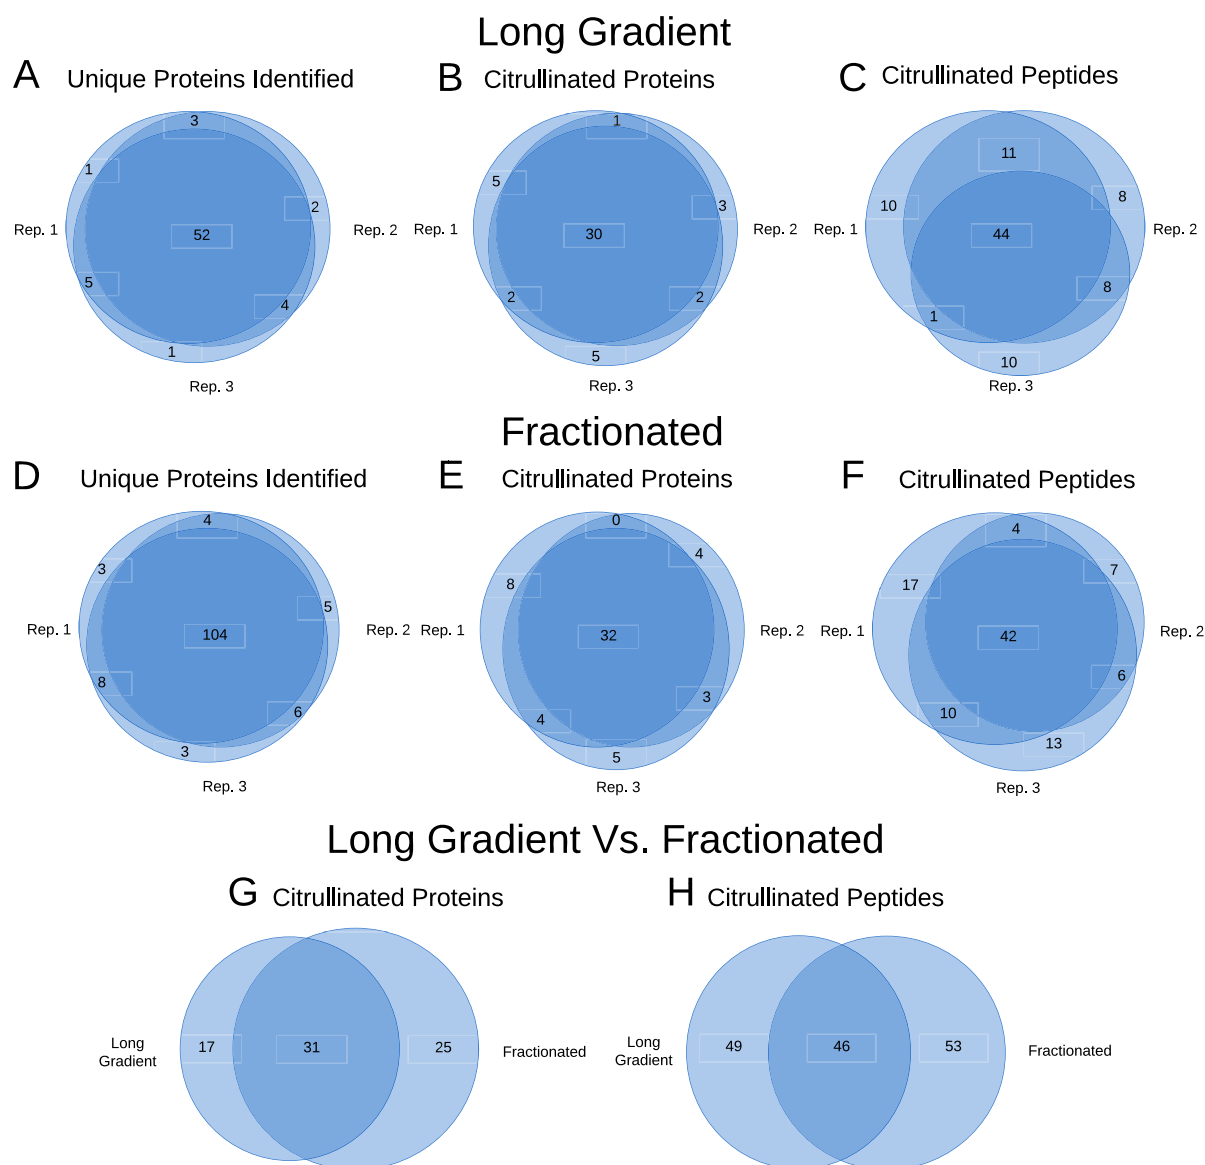 Long Gradient
A Unique Proteins Identified
B Citrullinated Proteins
C Citrullinated Peptides
3
1
2
52
5
4
1
Rep. 1
Rep. 2
Rep. 3
1
5
3
30
2
2
5
Rep. 1
Rep. 2
Rep. 3
11
10
8
44
8
1
10
Rep. 1
Rep. 2
Rep. 3
Fractionated
D Unique Proteins Identified
E Citrullinated Proteins
F Citrullinated Peptides
4
3
5
104
8
6
3
Rep. 1
Rep. 2
Rep. 3
0
4
8
32
3
4
5
Rep. 1
Rep. 2
Rep. 3
4
7
17
42
6
10
13
Rep. 1
Rep. 2
Rep. 3
Long Gradient Vs. Fractionated
G Citrullinated Proteins
H Citrullinated Peptides
Long
Gradient
17
31
25
Fractionated
Long
Gradient
49
46
53
Fractionated